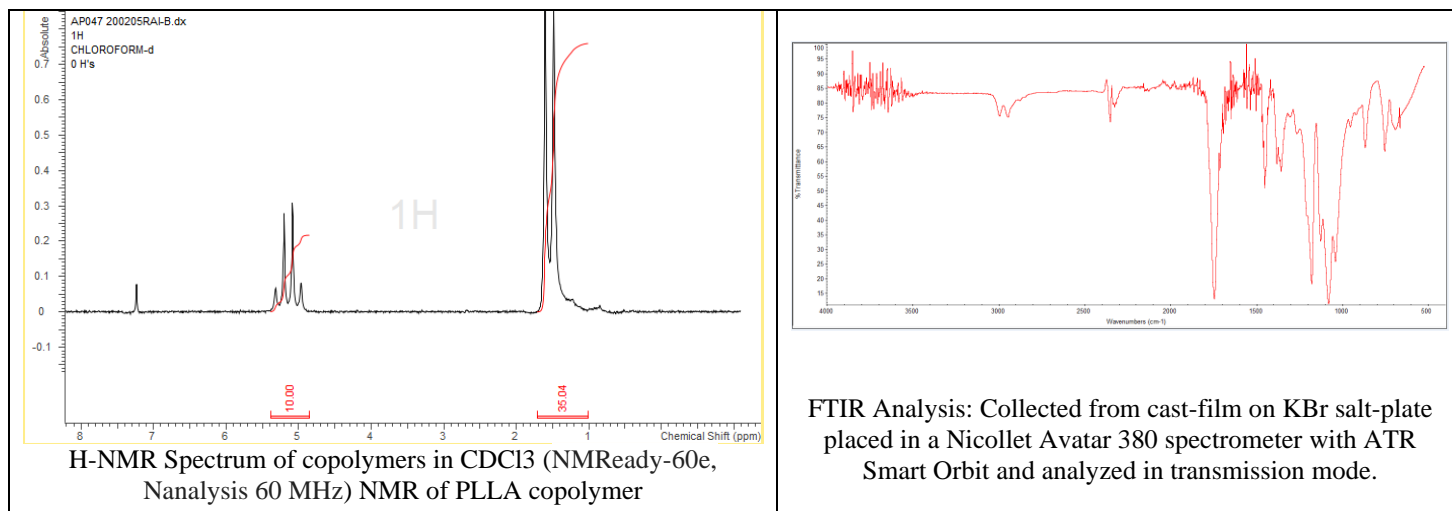 AP047 200205RAI-B.dx
1H
CHLOROFORM-d
0 H's
Absolute
0.7
0.6
0.5
0.4
0.3
0.2
0.1
0
-0.1
1H
10.00
35.04
8 7 6 5 4 3 2 1 Chemical Shift (ppm)
H-NMR Spectrum of copolymers in CDCl3 (NMReady-60e,
Nanalysis 60 MHz) NMR of PLLA copolymer
100
95
90
85
80
75
70
65
60
55
50
45
40
35
30
25
20
15
%Transmittance
4000 3500 3000 2500 2000 1500 1000 500
Wavenumbers (cm-1)
FTIR Analysis: Collected from cast-film on KBr salt-plate
placed in a Nicollet Avatar 380 spectrometer with ATR
Smart Orbit and analyzed in transmission mode.